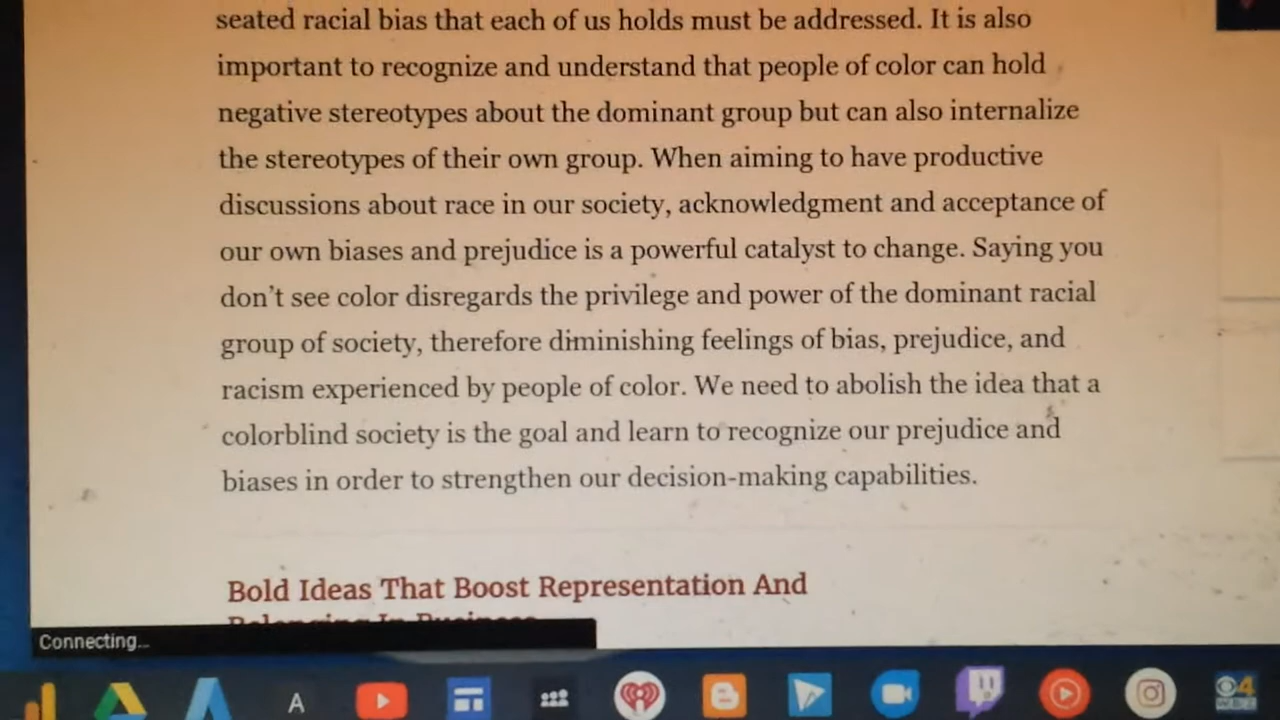 seated racial bias that each of us holds must be addressed. It is also
important to recognize and understand that people of color can hold
negative stereotypes about the dominant group but can also internalize
the stereotypes of their own group. When aiming to have productive
discussions about race in our society, acknowledgment and acceptance of
our own biases and prejudice is a powerful catalyst to change. Saying you
don’t see color disregards the privilege and power of the dominant racial
group of society, therefore diminishing feelings of bias, prejudice, and
racism experienced by people of color. We need to abolish the idea that a
colorblind society is the goal and learn to recognize our prejudice and
biases in order to strengthen our decision-making capabilities.
Bold Ideas That Boost Representation And
Belonging In Business
Connecting...
A
4